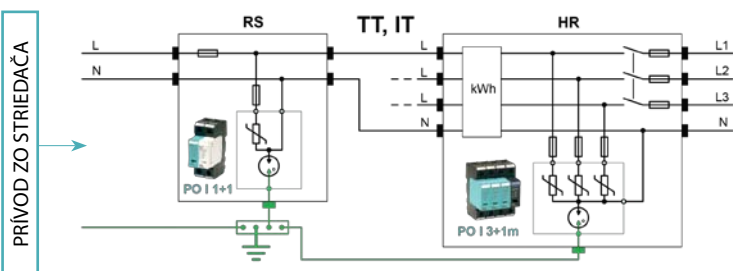 PRÍVOD ZO STRIEDAČA
RS
TT, IT
HR
L
N
L
L
L
N
kWh
L1
L2
L3
N
PO I 1+1
PO I 3+1m